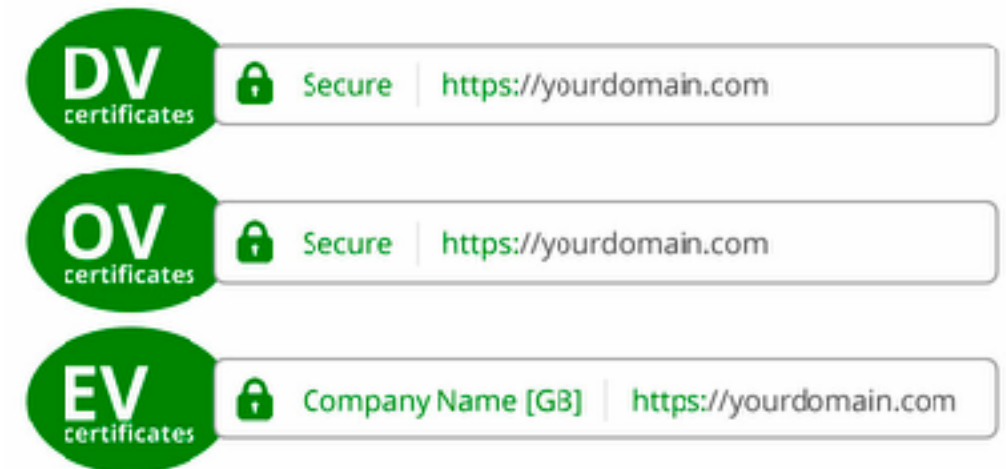 DV
certificates
Secure https://yourdomain.com
OV
certificates
Secure https://yourdomain.com
EV
certificates
Company Name [GB] https://yourdomain.com